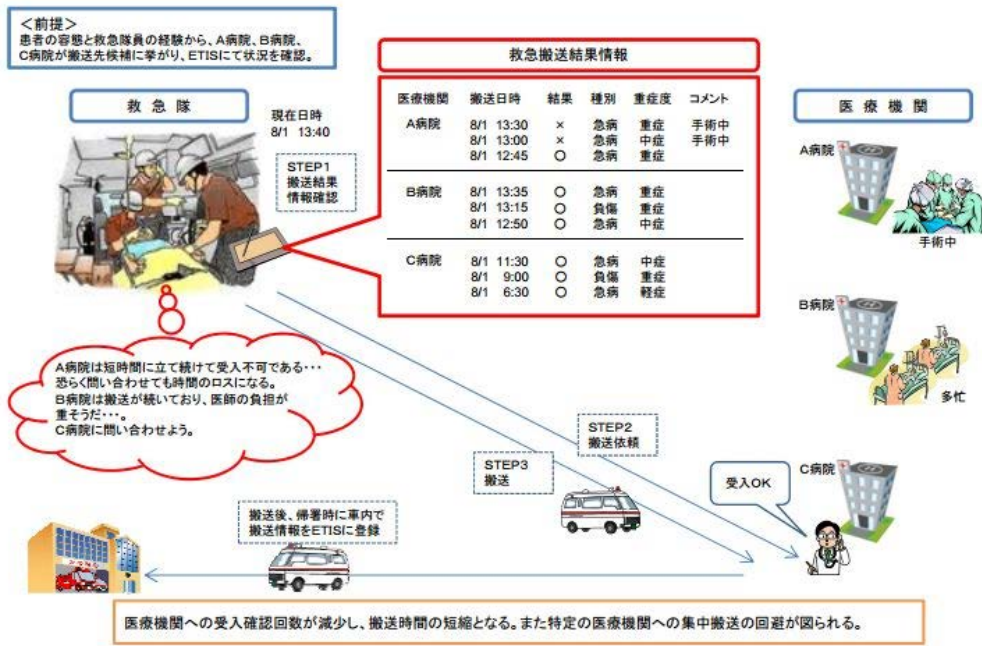 ＜前提＞
患者の容態と救急隊員の経験から、A病院、B病院、
C病院が搬送先候補に挙がり、ETISにて状況を確認。
救急隊
現在日時
8/1 13:40
STEP1
搬送結果
情報確認
救急搬送結果情報
医療機関 搬送日時 結果 種別 重症度 コメント
A病院 8/1 13:30 × 急病 重症 手術中
8/1 13:00 × 急病 中症 手術中
8/1 12:45 ○ 急病 重症
B病院 8/1 13:35 ○ 急病 重症
8/1 13:15 ○ 負傷 重症
8/1 12:50 ○ 急病 中症
C病院 8/1 11:30 ○ 急病 中症
8/1 9:00 ○ 負傷 重症
8/1 6:30 ○ 急病 軽症
医療機関
A病院
手術中
B病院
多忙
C病院
受入OK
A病院は短時間に立て続けて受入不可である・・・
恐らく問い合わせても時間のロスになる。
B病院は搬送が続いており、医師の負担が
重そうだ・・・。
C病院に問い合わせよう。
STEP2
搬送依頼
STEP3
搬送
搬送後、帰署時に車内で
搬送情報をETISに登録
医療機関への受入確認回数が減少し、搬送時間の短縮となる。また特定の医療機関への集中搬送の回避が図られる。